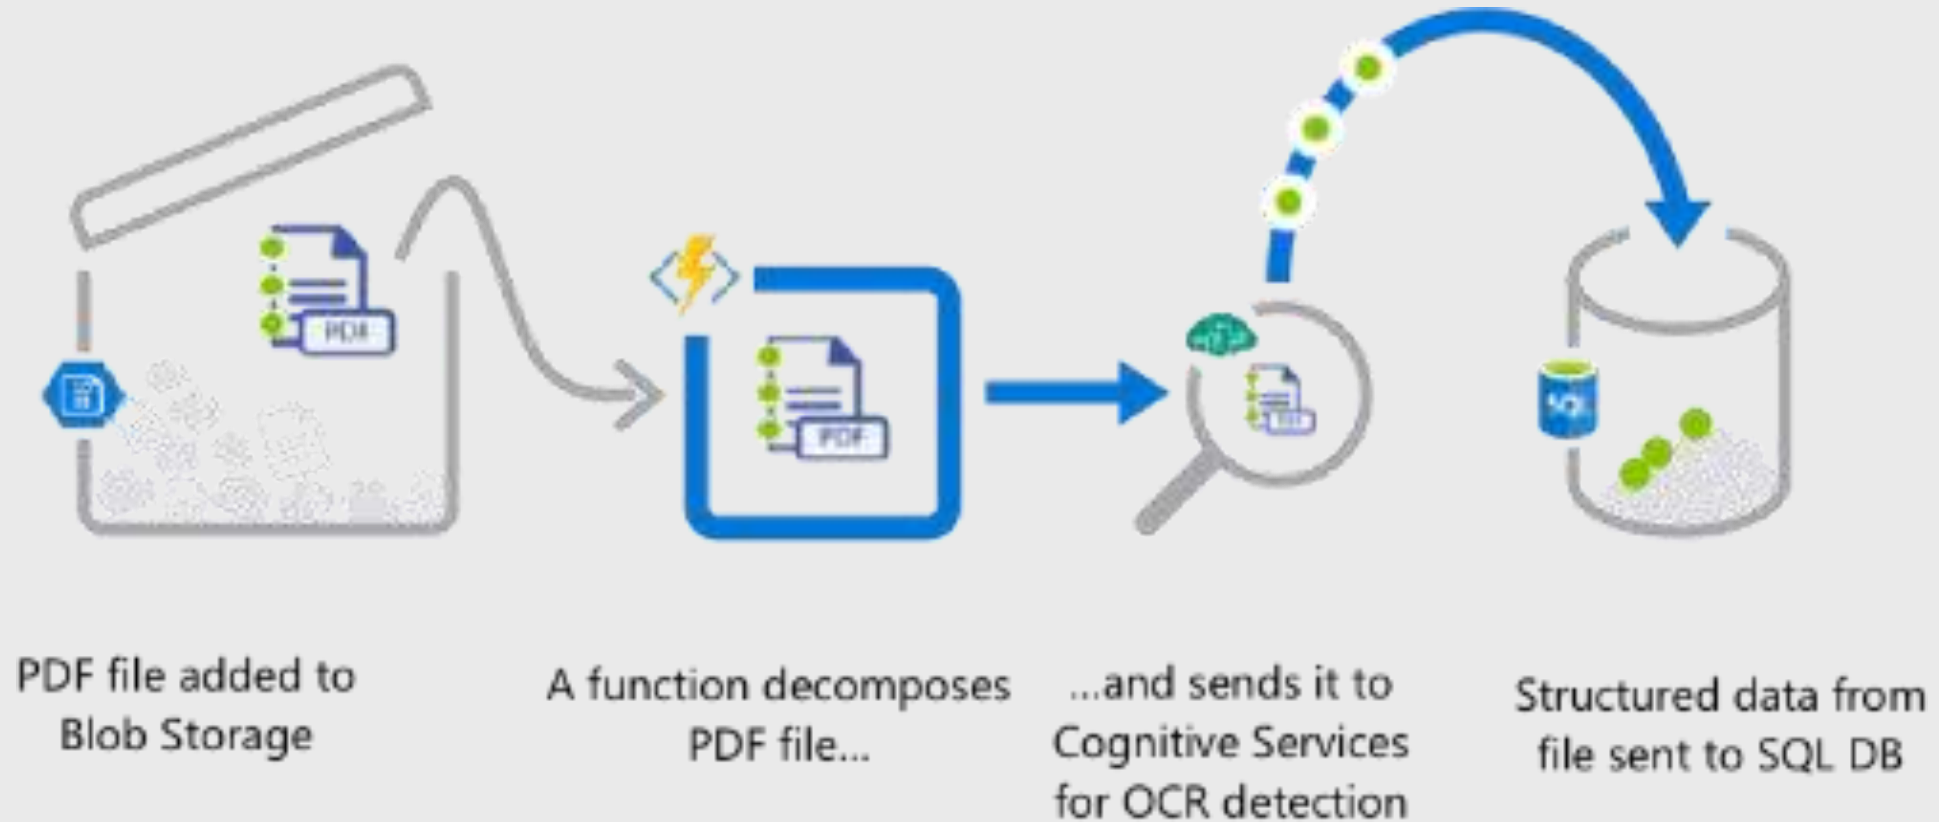 PDF
PDF
SQL
PDF file added to
Blob Storage
A function decomposes
PDF file...
...and sends it to
Cognitive Services
for OCR detection
Structured data from
file sent to SQL DB